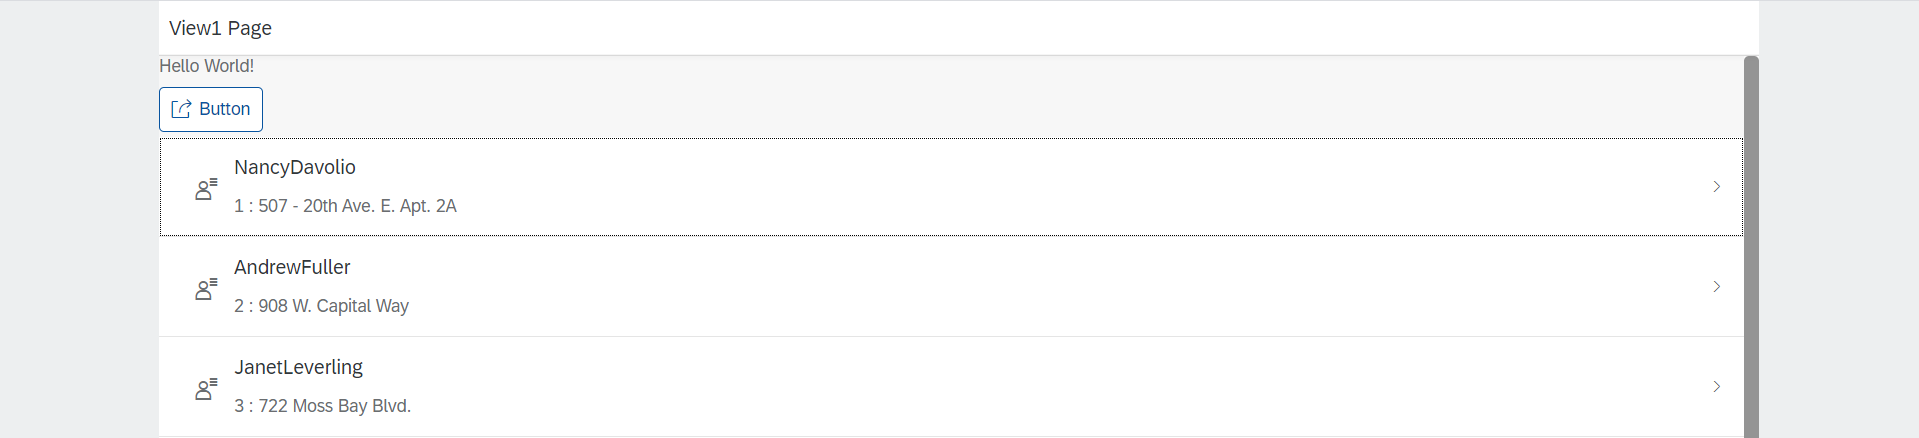 View1 Page
Hello World!
Button
NancyDavolio
1 : 507 - 20th Ave. E. Apt. 2A
AndrewFuller
2 : 908 W. Capital Way
JanetLeverling
3 : 722 Moss Bay Blvd.